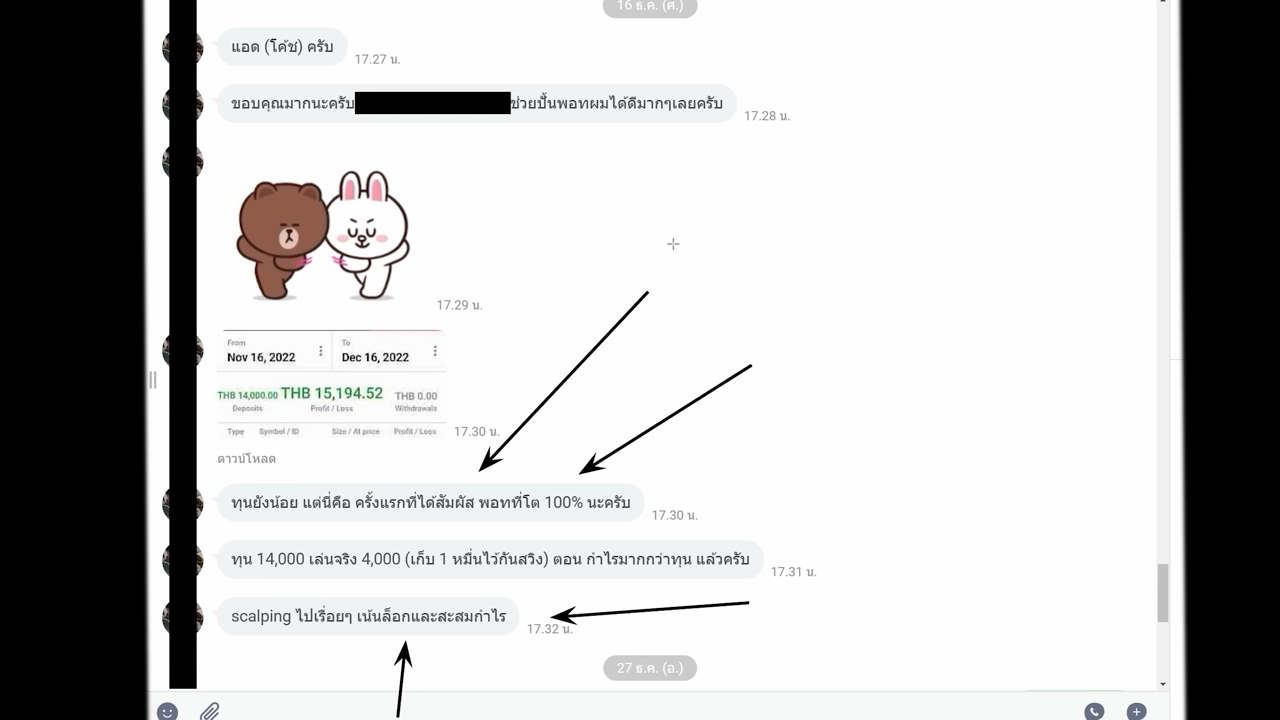 16 ธ.ค. (ศ.)
แอด (โค้ช) ครับ
17.27 น.
ขอบคุณมากนะครับ ช่วยปั้นพอทผมได้ดีมากๆเลยครับ
17.28 น.
17.29 น.
From
To
Nov 16, 2022
Dec 16, 2022
THB 14,000.00 THB 15,194.52 THB 0.00
Deposits Profit / Loss Withdrawals
Type Symbol / ID Size / At price Profit / Loss
17.30 น.
ดาวน์โหลด
ทุนยังน้อย แต่นี่คือ ครั้งแรกที่ได้สัมผัส พอทที่โต 100% นะครับ
17.30 น.
ทุน 14,000 เล่นจริง 4,000 (เก็บ 1 หมื่นไว้กันสวิง) ตอน กำไรมากกว่าทุน แล้วครับ
17.31 น.
scalping ไปเรื่อยๆ เน้นล็อกและสะสมกำไร
17.32 น.
27 ธ.ค. (อ.)